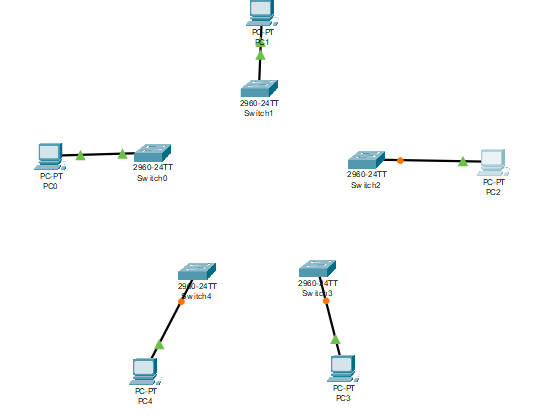 PC-PT
PC1
2960-24TT
Switch1
PC-PT
PC0
2960-24TT
Switch0
2960-24TT
Switch2
PC-PT
PC2
2960-24TT
Switch4
2960-24TT
Switch3
PC-PT
PC4
PC-PT
PC3